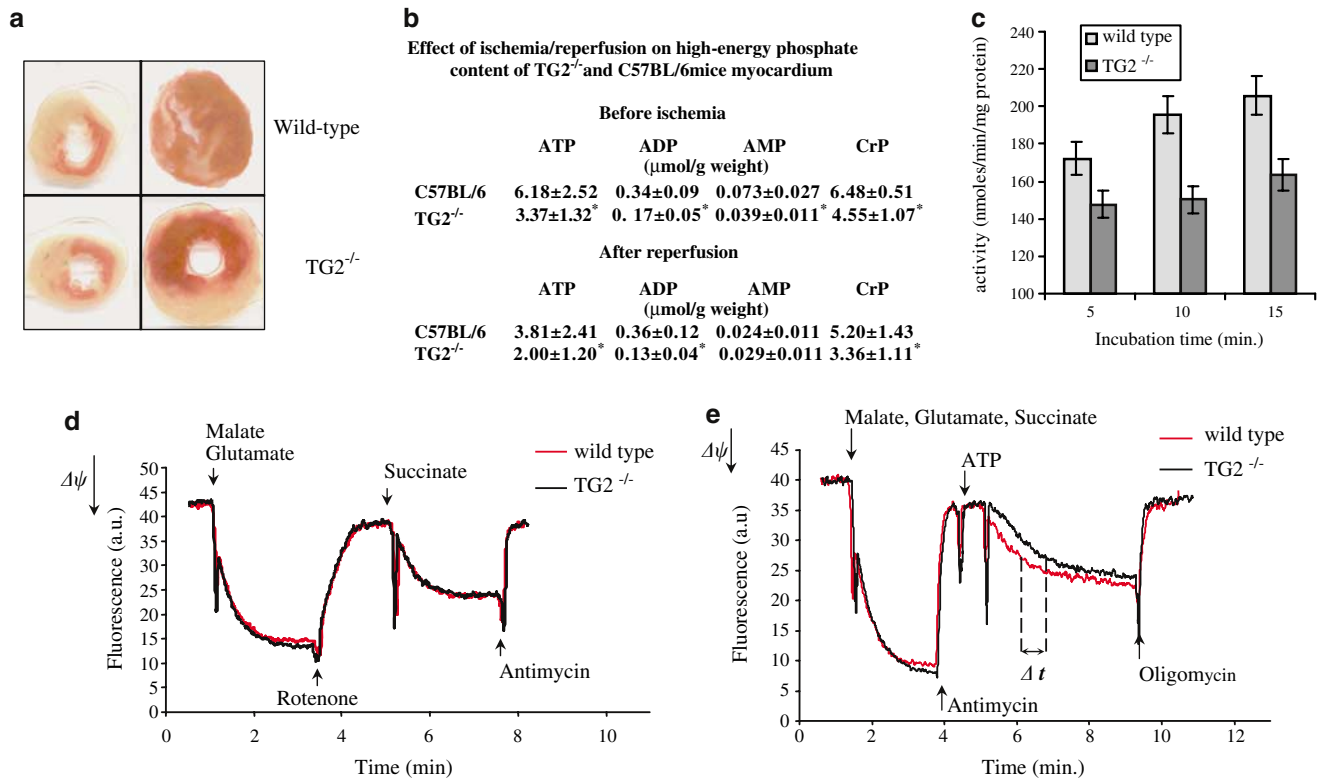 a
Wild-type
TG2-/-
b
Effect of ischemia/reperfusion on high-energy phosphate
content of TG2-/- and C57BL/6mice myocardium
Before ischemia
ATP ADP AMP CrP
(μmol/g weight)
C57BL/6 6.18±2.52 0.34±0.09 0.073±0.027 6.48±0.51
TG2-/- 3.37±1.32* 0. 17±0.05* 0.039±0.011* 4.55±1.07*
After reperfusion
ATP ADP AMP CrP
(μmol/g weight)
C57BL/6 3.81±2.41 0.36±0.12 0.024±0.011 5.20±1.43
TG2-/- 2.00±1.20* 0.13±0.04* 0.029±0.011 3.36±1.11*
c
wild type
TG2 -/-
240
220
200
180
160
140
120
100
activity (nmoles/min/mg protein)
5 10 15
Incubation time (min.)
d
Δψ
Malate
Glutamate
Succinate
wild type
TG2 -/-
50
45
40
35
30
25
20
15
10
5
0
Fluorescence (a.u.)
Rotenone
Antimycin
0 2 4 6 8 10
Time (min)
e
Δψ
Malate, Glutamate, Succinate
ATP
wild type
TG2 -/-
45
40
35
30
25
20
15
10
5
0
Fluorescence (a.u)
Δ t
Antimycin
Oligomycin
0 2 4 6 8 10 12
Time (min.)